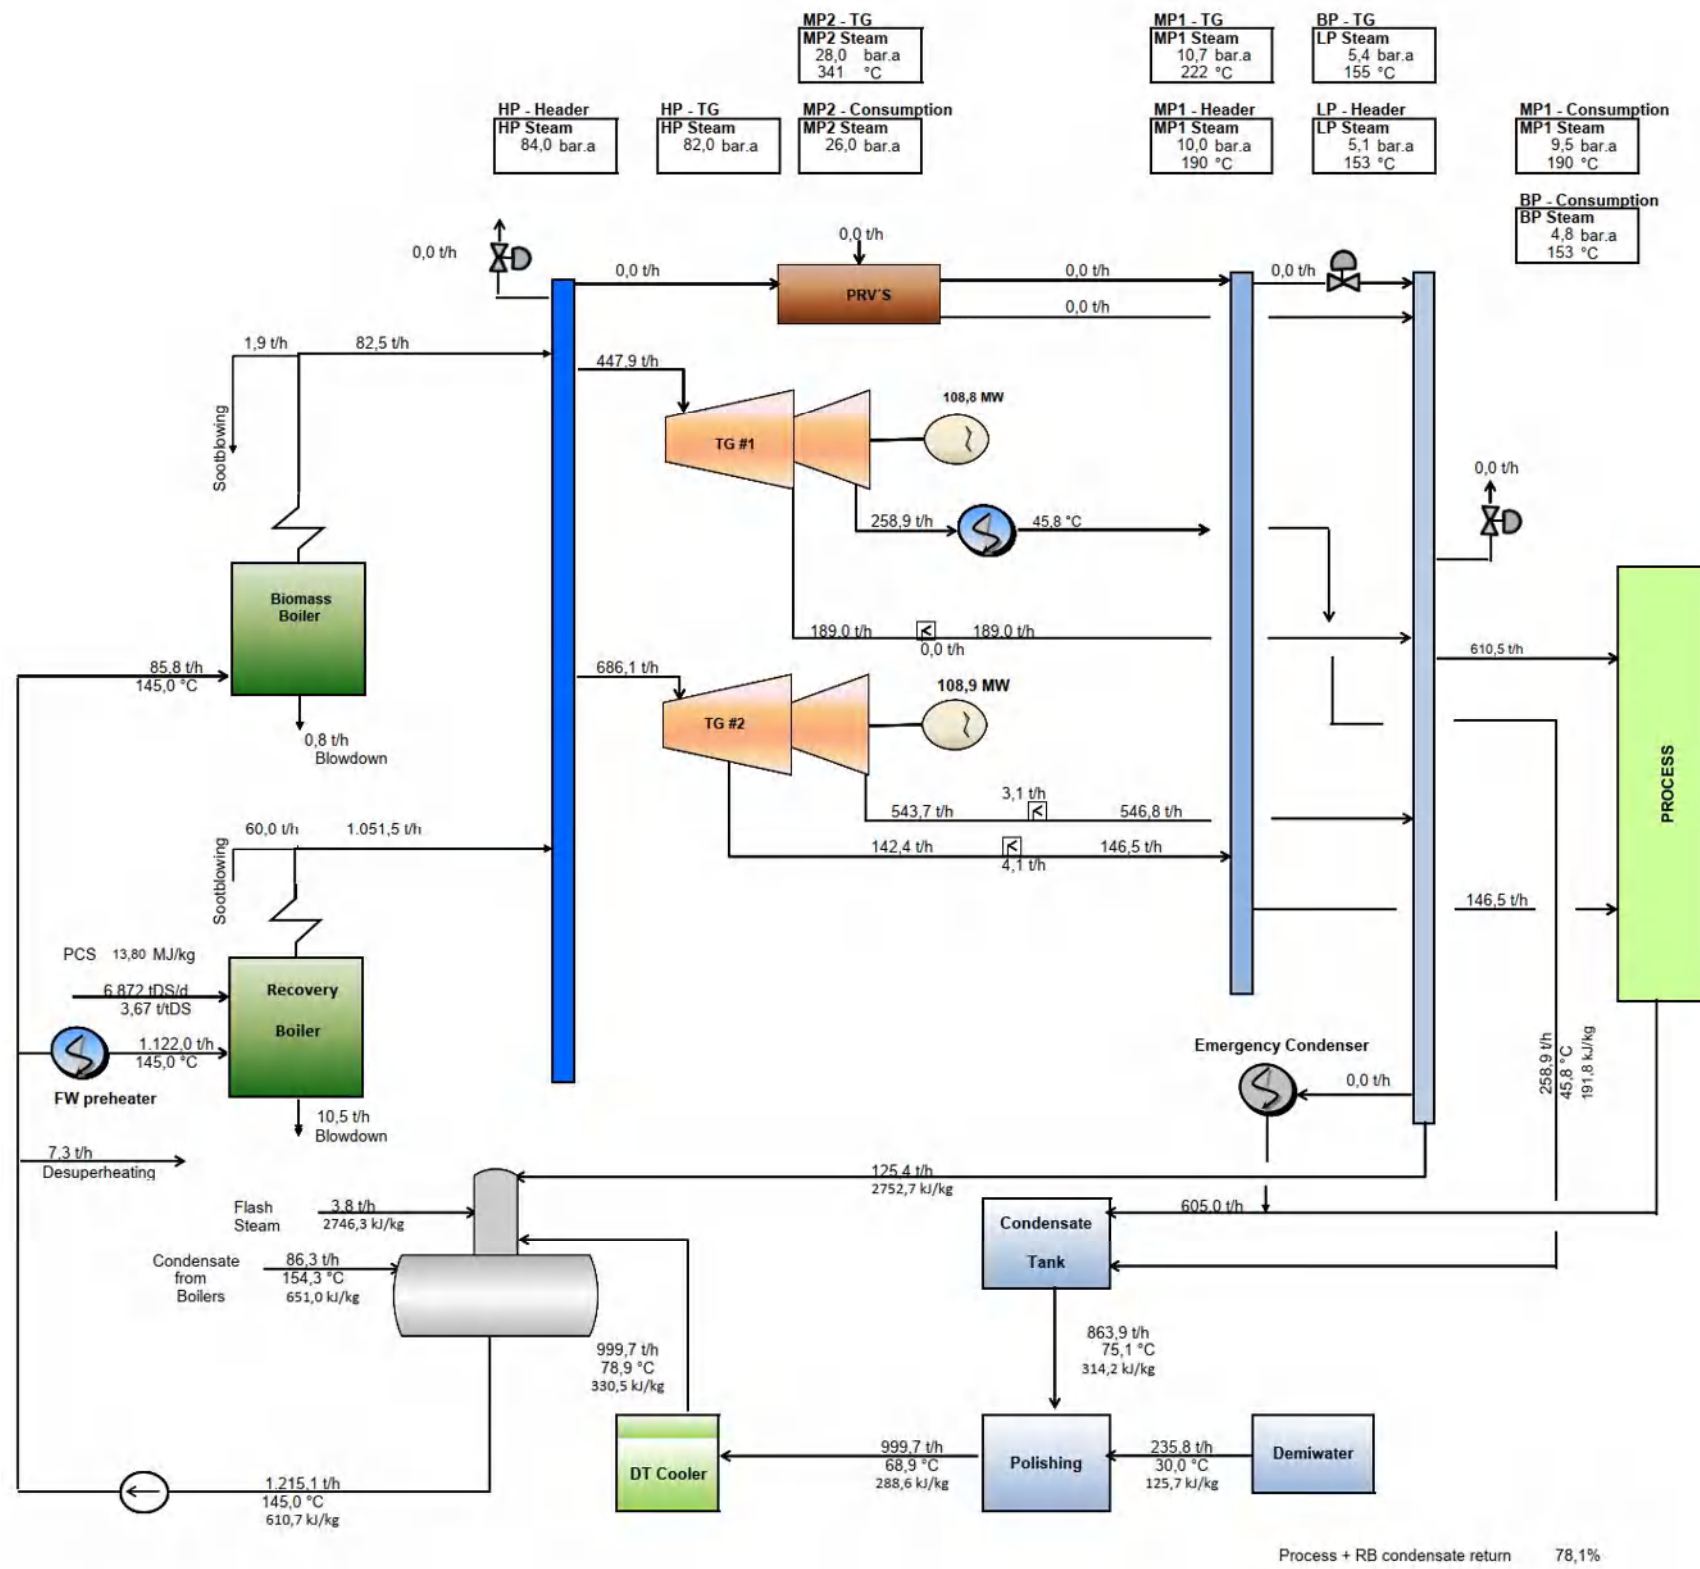 MP2 - TG
MP2 Steam
28,0 bar.a
341 °C
MP1 - TG
MP1 Steam
10,7 bar.a
222 °C
BP - TG
LP Steam
5,4 bar.a
155 °C
HP - Header
HP Steam
84,0 bar.a
HP - TG
HP Steam
82,0 bar.a
MP2 - Consumption
MP2 Steam
26,0 bar.a
MP1 - Header
MP1 Steam
10,0 bar.a
190 °C
LP - Header
LP Steam
5,1 bar.a
153 °C
MP1 - Consumption
MP1 Steam
9,5 bar.a
190 °C
BP - Consumption
BP Steam
4,8 bar.a
153 °C
0,0 t/h
0,0 t/h
0,0 t/h
PRV´S
0,0 t/h
0,0 t/h
0,0 t/h
1,9 t/h
82,5 t/h
Sootblowing
447,9 t/h
TG #1
108,8 MW
258,9 t/h
45,8 °C
0,0 t/h
Biomass
Boiler
189,0 t/h
189,0 t/h
0,0 t/h
85,8 t/h
145,0 °C
0,8 t/h
Blowdown
686,1 t/h
TG #2
108,9 MW
610,5 t/h
PROCESS
3,1 t/h
543,7 t/h
546,8 t/h
142,4 t/h
4,1 t/h
146,5 t/h
60,0 t/h
1.051,5 t/h
Sootblowing
146,5 t/h
PCS 13,80 MJ/kg
6.872 tDS/d
3,67 t/tDS
Recovery
Boiler
1.122,0 t/h
145,0 °C
FW preheater
10,5 t/h
Blowdown
7,3 t/h
Desuperheating
Emergency Condenser
0,0 t/h
258,9 t/h
45,8 °C
191,8 kJ/kg
125,4 t/h
2752,7 kJ/kg
Flash
Steam
3,8 t/h
2746,3 kJ/kg
605,0 t/h
Condensate
Tank
Condensate
from
Boilers
86,3 t/h
154,3 °C
651,0 kJ/kg
999,7 t/h
78,9 °C
330,5 kJ/kg
863,9 t/h
75,1 °C
314,2 kJ/kg
DT Cooler
999,7 t/h
68,9 °C
288,6 kJ/kg
Polishing
235,8 t/h
30,0 °C
125,7 kJ/kg
Demiwater
1.215,1 t/h
145,0 °C
610,7 kJ/kg
Process + RB condensate return 78,1%